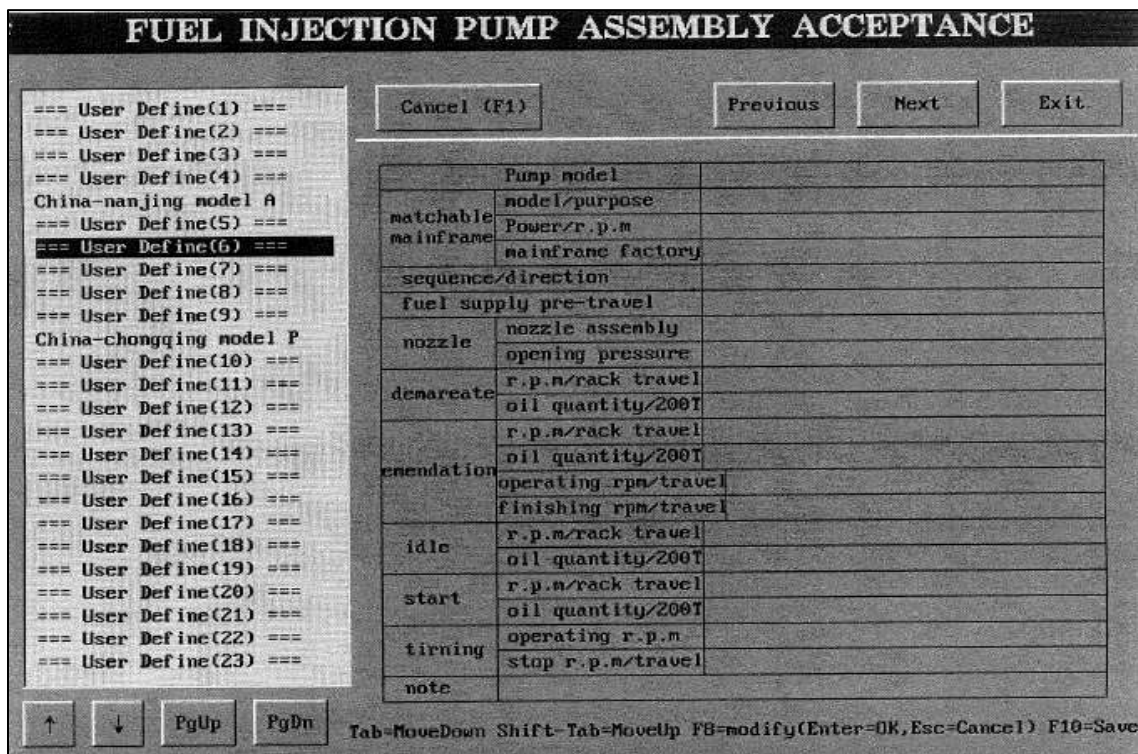 FUEL INJECTION PUMP ASSEMBLY ACCEPTANCE
Cancel (F1) Previous Next Exit
=== User Define(1) ===
=== User Define(2) ===
=== User Define(3) ===
=== User Define(4) ===
China-nanjing model A
=== User Define(5) ===
=== User Define(6) ===
=== User Define(7) ===
=== User Define(8) ===
=== User Define(9) ===
China-chongqing model P
=== User Define(10) ===
=== User Define(11) ===
=== User Define(12) ===
=== User Define(13) ===
=== User Define(14) ===
=== User Define(15) ===
=== User Define(16) ===
=== User Define(17) ===
=== User Define(18) ===
=== User Define(19) ===
=== User Define(20) ===
=== User Define(21) ===
=== User Define(22) ===
=== User Define(23) ===
↑ ↓ PgUp PgDn
Pump model
matchable mainframe
model/purpose
Power/r.p.m
mainframe factory
sequence/direction
fuel supply pre-travel
nozzle
nozzle assembly
opening pressure
demareate
r.p.m/rack travel
oil quantity/200T
emendation
r.p.m/rack travel
oil quantity/200T
operating rpm/travel
finishing rpm/travel
idle
r.p.m/rack travel
oil quantity/200T
start
r.p.m/rack travel
oil quantity/200T
tirning
operating r.p.m
stop r.p.m/travel
note
Tab=MoveDown Shift-Tab=MoveUp F8=modify(Enter=OK,Esc=Cancel) F10=Save